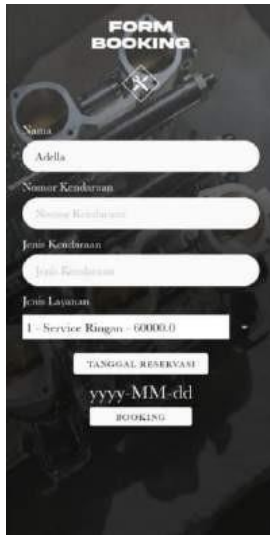 FORM
BOOKING
Nama
Adella
Nomor Kendaraan
Nomor Kendaraan
Jenis Kendaraan
Jenis Kendaraan
Jenis Layanan
1 - Service Ringan - 60000.0
TANGGAL RESERVASI
yyyy-MM-dd
BOOKING